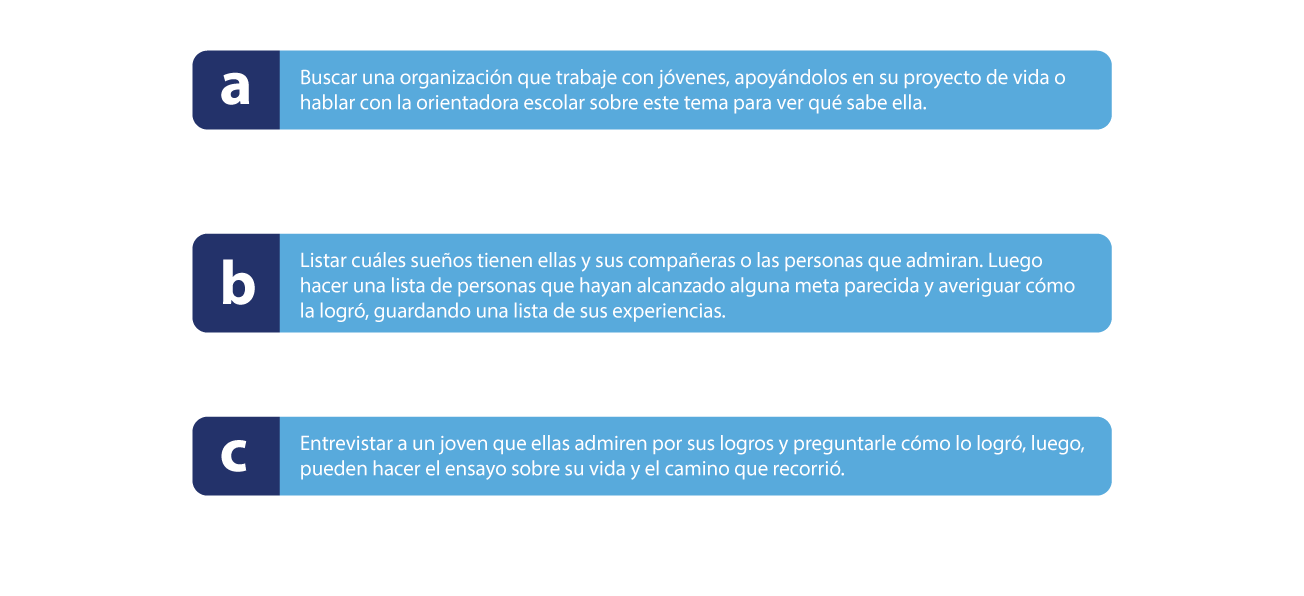 a
Buscar una organización que trabaje con jóvenes, apoyándolos en su proyecto de vida o
hablar con la orientadora escolar sobre este tema para ver qué sabe ella.
b
Listar cuáles sueños tienen ellas y sus compañeras o las personas que admiran. Luego
hacer una lista de personas que hayan alcanzado alguna meta parecida y averiguar cómo
la logró, guardando una lista de sus experiencias.
c
Entrevistar a un joven que ellas admiren por sus logros y preguntarle cómo lo logró, luego,
pueden hacer el ensayo sobre su vida y el camino que recorrió.